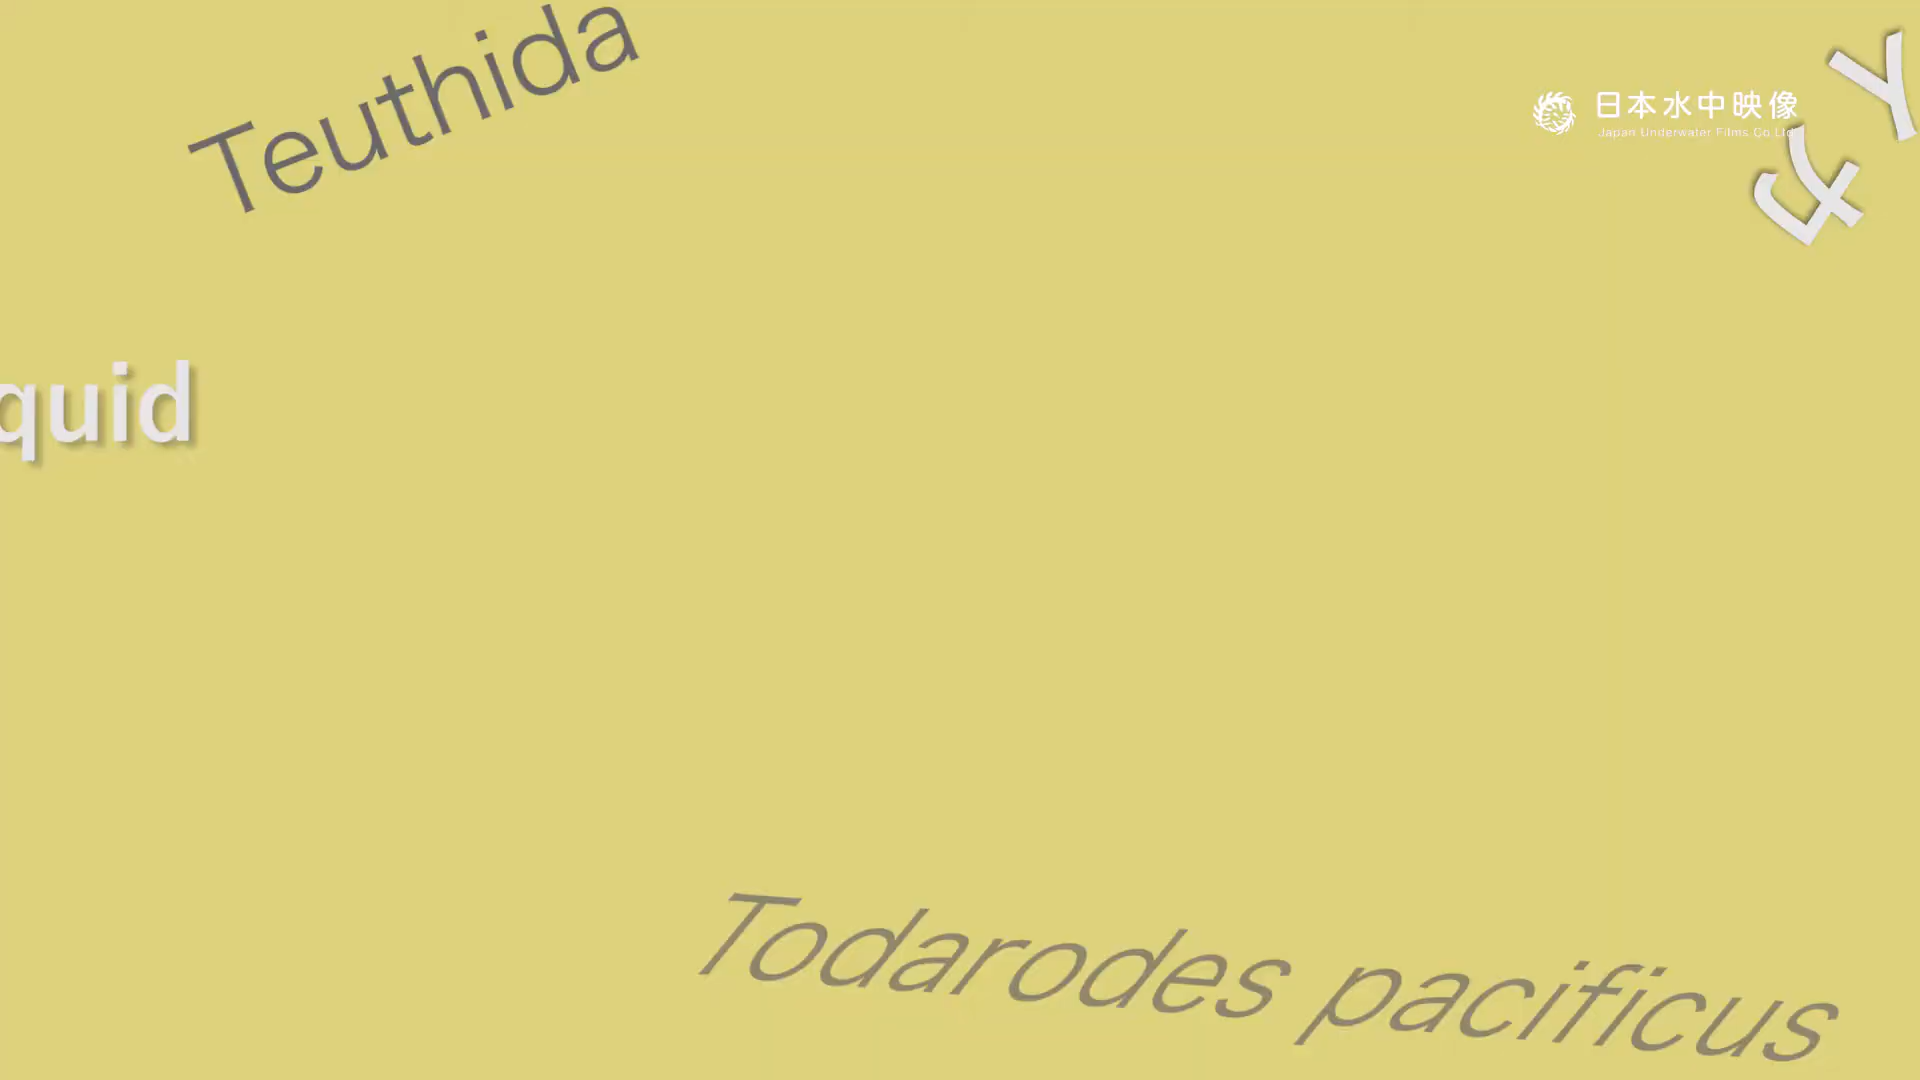 Teuthida
日本水中映像
Japan Underwater Films Co Ltd
quid
Todarodes pacificus